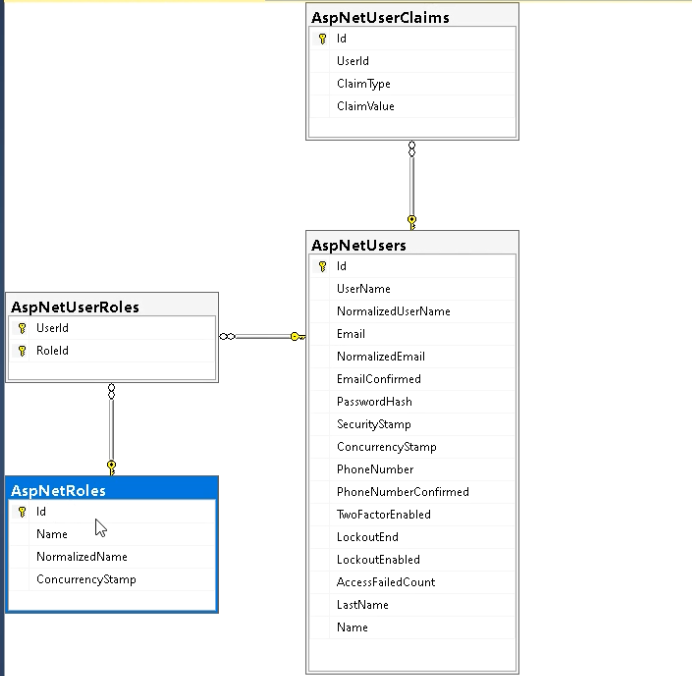 AspNetUserClaims
Id
UserId
ClaimType
ClaimValue
AspNetUsers
Id
UserName
NormalizedUserName
Email
NormalizedEmail
EmailConfirmed
PasswordHash
SecurityStamp
ConcurrencyStamp
PhoneNumber
PhoneNumberConfirmed
TwoFactorEnabled
LockoutEnd
LockoutEnabled
AccessFailedCount
LastName
Name
AspNetUserRoles
UserId
RoleId
AspNetRoles
Id
Name
NormalizedName
ConcurrencyStamp